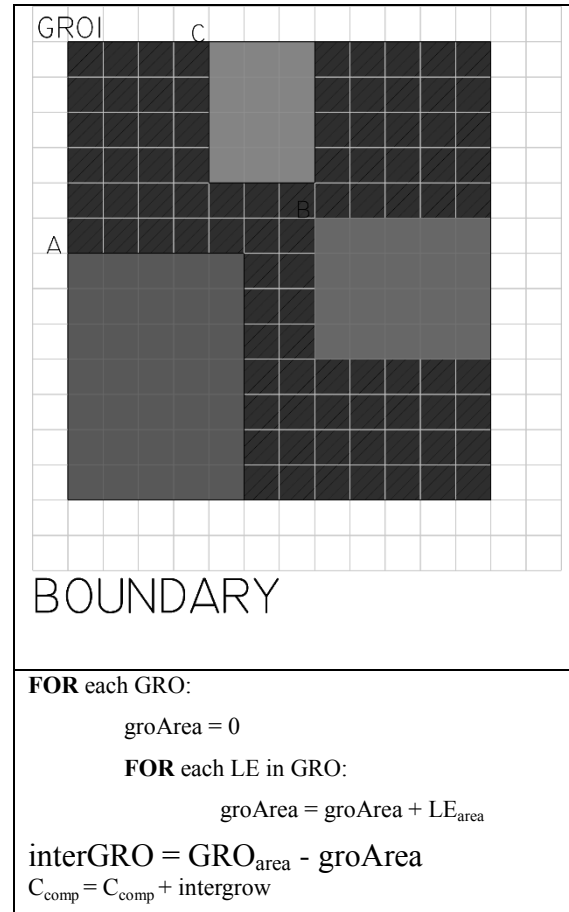 GRO1
C
B
A
BOUNDARY
FOR each GRO:
groArea = 0
FOR each LE in GRO:
groArea = groArea + LEarea
interGRO = GROarea - groArea
Ccomp = Ccomp + intergrow